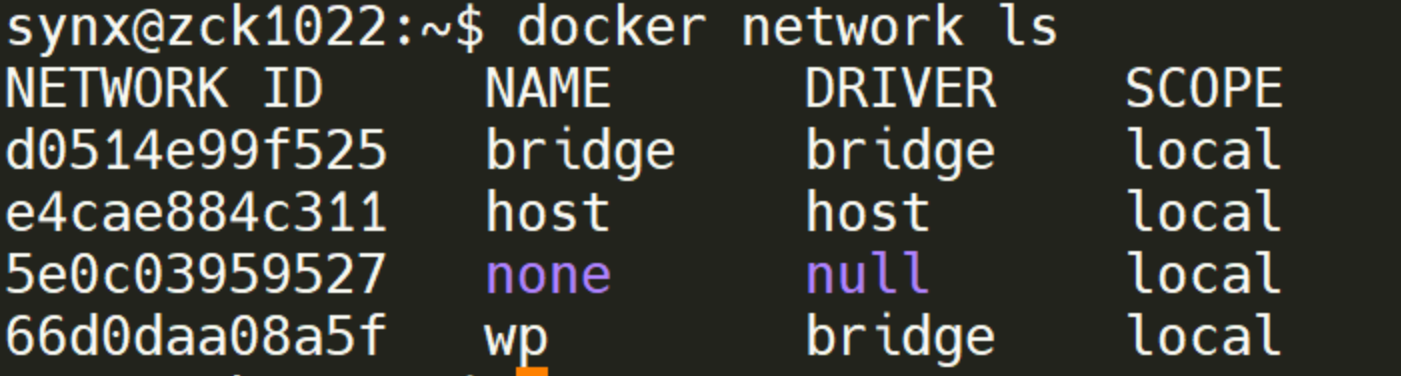 synx@zck1022:~$ docker network ls
NETWORK ID NAME DRIVER SCOPE
d0514e99f525 bridge bridge local
e4cae884c311 host host local
5e0c03959527 none null local
66d0daa08a5f wp bridge local